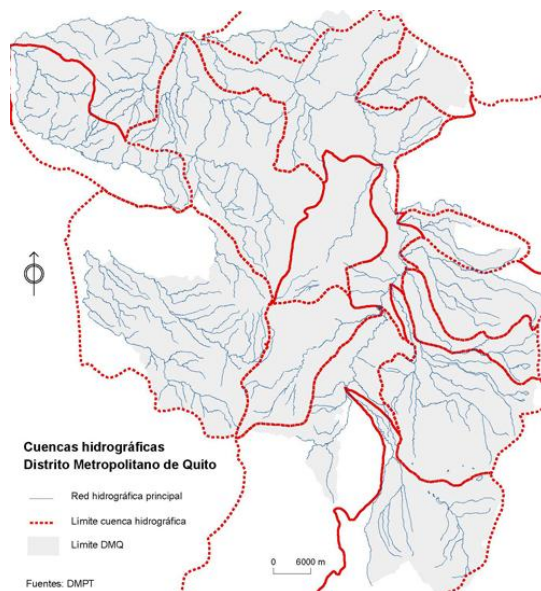 Cuencas hidrográficas
Distrito Metropolitano de Quito
Red hidrográfica principal
Límite cuenca hidrográfica
Límite DMQ
0 6000 m
Fuentes: DMPT